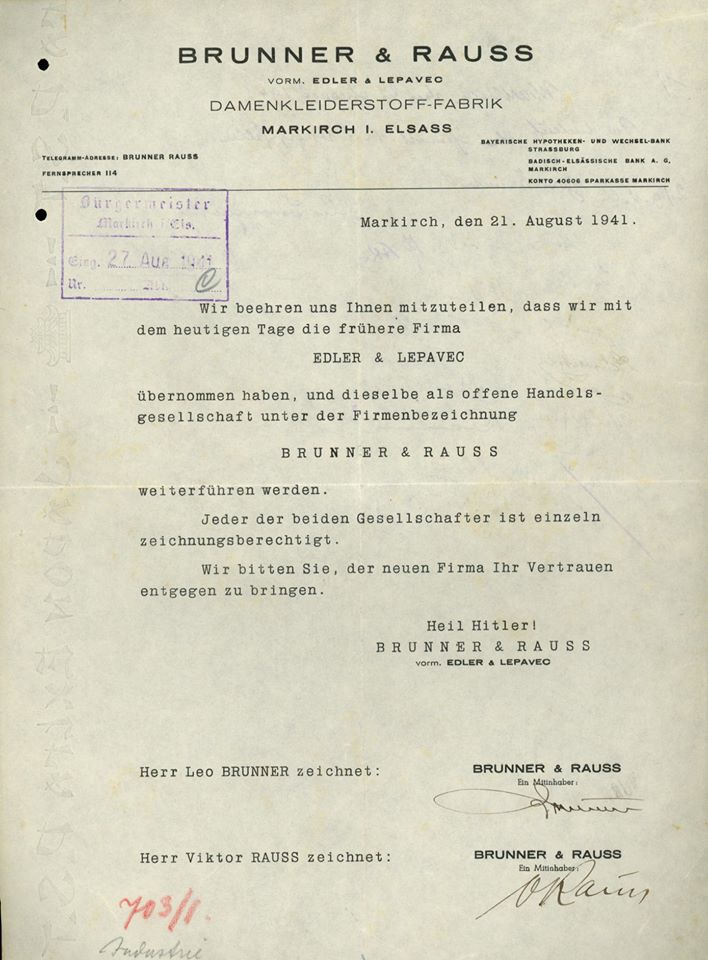 BRUNNER & RAUSS
VORM. EDLER & LEPAVEC
DAMENKLEIDERSTOFF-FABRIK
MARKIRCH I. ELSASS
TELEGRAMM-ADRESSE: BRUNNER RAUSS
FERNSPRECHER 114
BAYERISCHE HYPOTHEKEN- UND WECHSEL-BANK
STRASSBURG
BADISCH-ELSÄSSISCHE BANK A. G.
MARKIRCH
KONTO 40606 SPARKASSE MARKIRCH
Bürgermeister
Markirch i. Els.
Eing. 27 Aug 1941
Nr. Abt. C
Markirch, den 21. August 1941.
Wir beehren uns Ihnen mitzuteilen, dass wir mit
dem heutigen Tage die frühere Firma
EDLER & LEPAVEC
übernommen haben, und dieselbe als offene Handels-
gesellschaft unter der Firmenbezeichnung
BRUNNER & RAUSS
weiterführen werden.
Jeder der beiden Gesellschafter ist einzeln
zeichnungsberechtigt.
Wir bitten Sie, der neuen Firma Ihr Vertrauen
entgegen zu bringen.
Heil Hitler!
BRUNNER & RAUSS
vorm. EDLER & LEPAVEC
Herr Leo BRUNNER zeichnet:
BRUNNER & RAUSS
Ein Mitinhaber:
Brunner
Herr Viktor RAUSS zeichnet:
BRUNNER & RAUSS
Ein Mitinhaber:
V Rauss
703/1.
Industrie